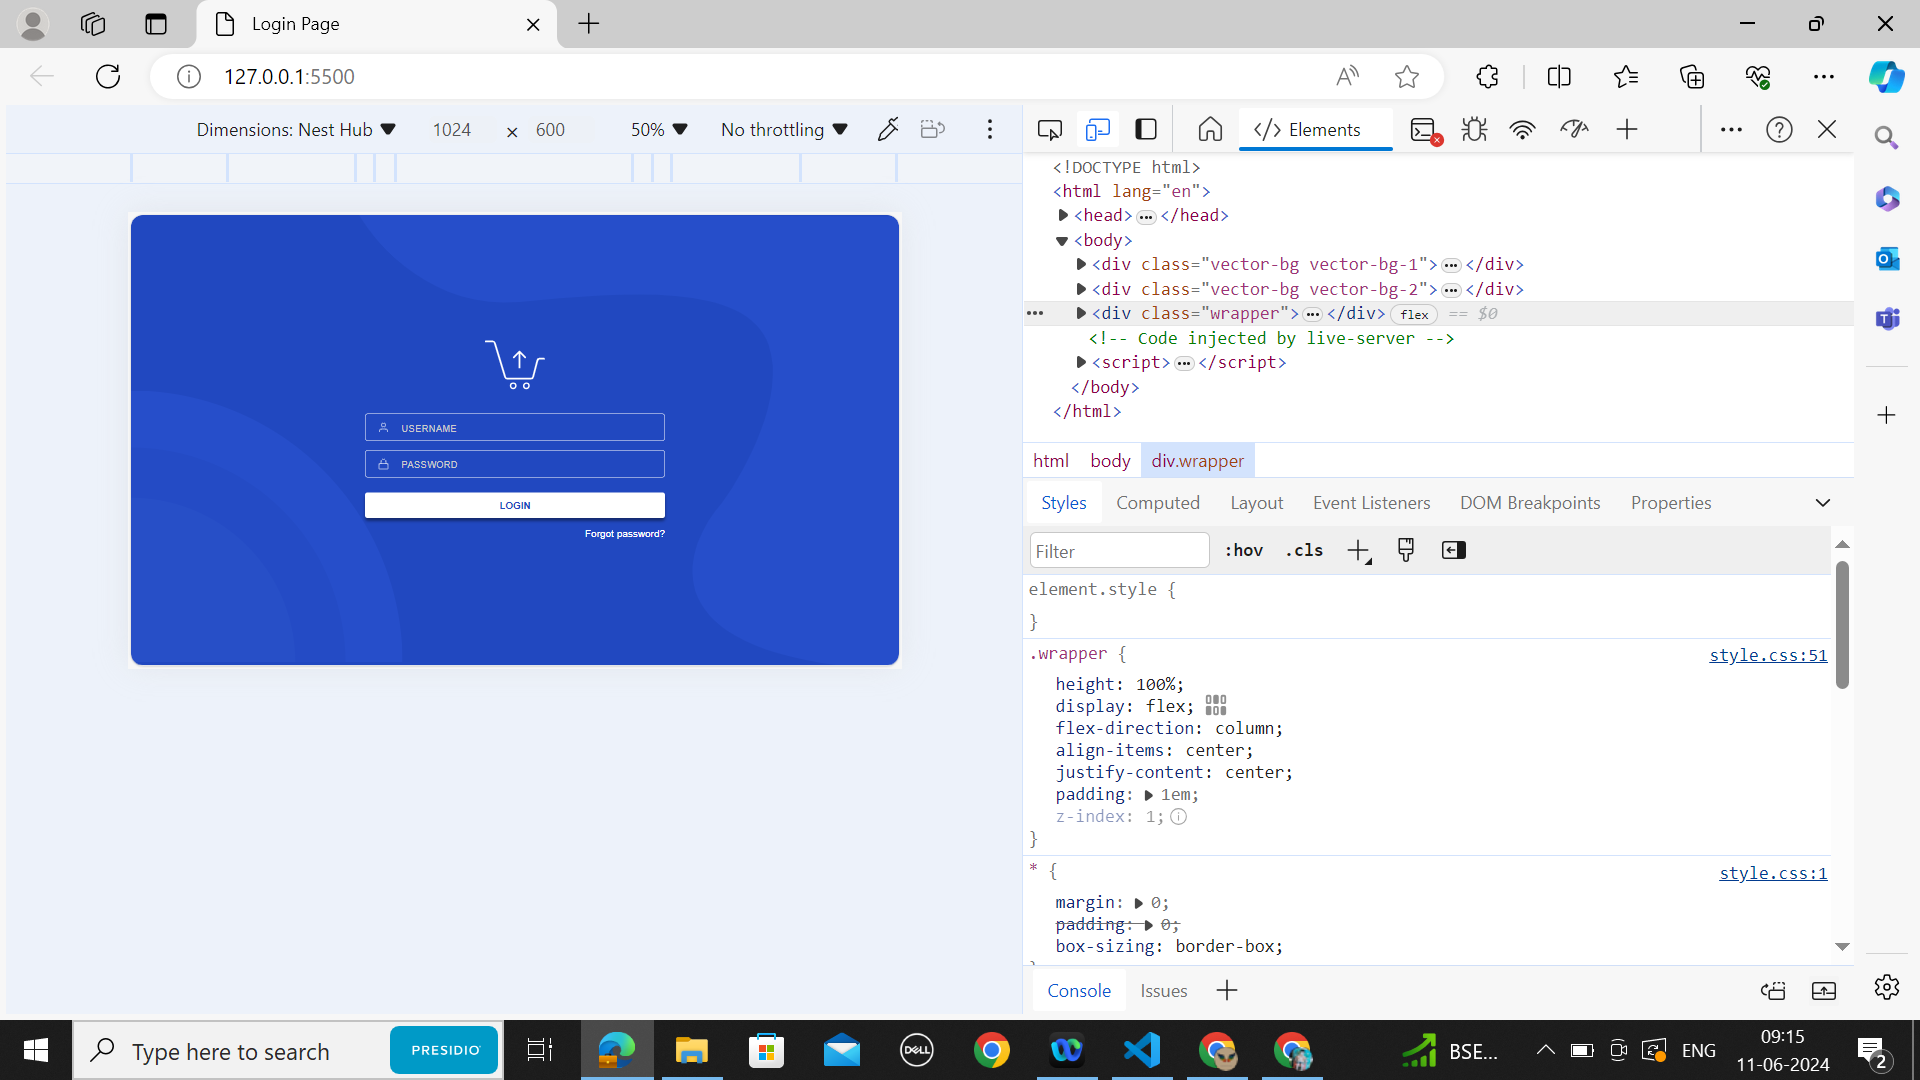 Login Page
127.0.0.1:5500
Dimensions: Nest Hub 1024 × 600 50% No throttling
Elements
<!DOCTYPE html>
<html lang="en">
<head> ••• </head>
<body>
<div class="vector-bg vector-bg-1"> ••• </div>
<div class="vector-bg vector-bg-2"> ••• </div>
••• <div class="wrapper"> ••• </div> flex == $0
<!-- Code injected by live-server -->
<script> ••• </script>
</body>
</html>
html body div.wrapper
Styles Computed Layout Event Listeners DOM Breakpoints Properties
Filter :hov .cls
element.style {
}
.wrapper { style.css:51
height: 100%;
display: flex;
flex-direction: column;
align-items: center;
justify-content: center;
padding: 1em;
z-index: 1;
}
* { style.css:1
margin: 0;
padding: 0;
box-sizing: border-box;
Console Issues
USERNAME
PASSWORD
LOGIN
Forgot password?
Type here to search PRESIDIO
DELL
BSE...
ENG
09:15
11-06-2024
2